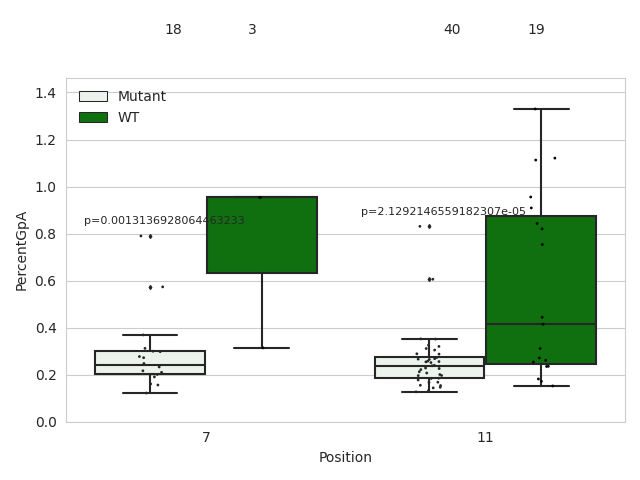 18 3 40 19
1.4
Mutant
WT
1.2
1.0
p=0.0013136928064463233
p=2.1292146559182307e-05
0.8
0.6
0.4
0.2
0.0
PercentGpA
7 11
Position